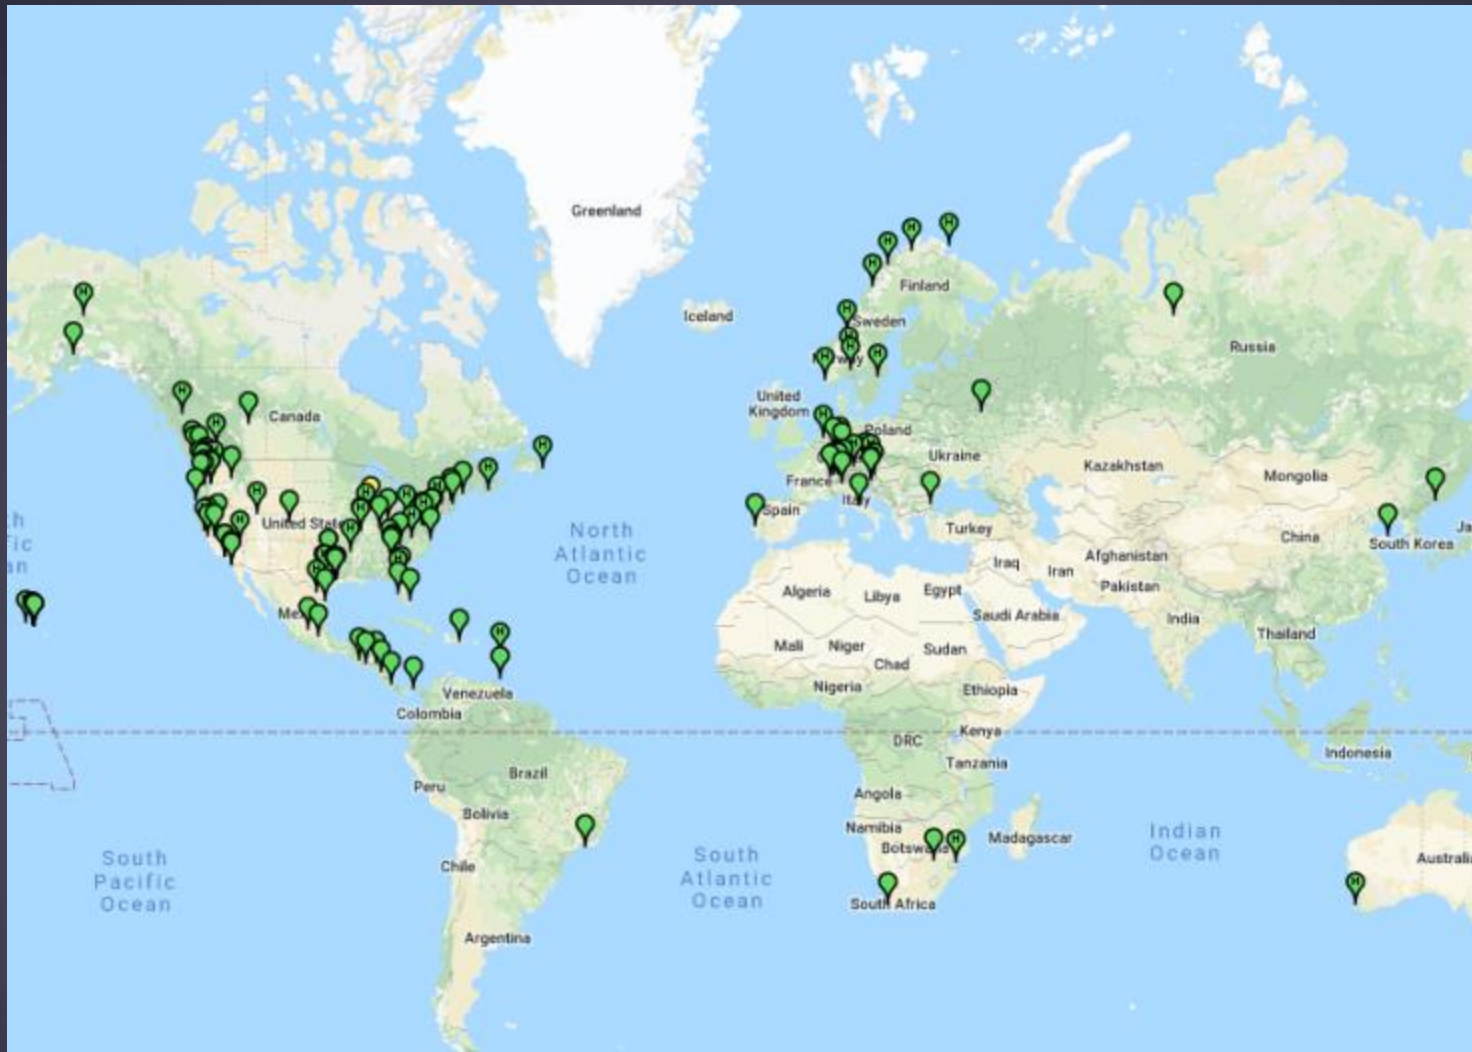 Greenland
Finland
Iceland
Sweden
Russia
United
Kingdom
Canada
Poland
Ukraine
Kazakhstan
Mongolia
France
Italy
Spain
United States
North
Atlantic
Ocean
Turkey
China
South Korea
Ja
Iraq
Iran
Afghanistan
Pakistan
Algeria
Libya
Egypt
Saudi Arabia
India
Thailand
Mali
Niger
Chad
Sudan
Nigeria
Ethiopia
Venezuela
Colombia
DRC
Kenya
Tanzania
Indonesia
Brazil
Peru
Bolivia
Angola
Namibia
Botswana
Madagascar
Indian
Ocean
Chile
South
Pacific
Ocean
South
Atlantic
Ocean
South Africa
Australia
Argentina